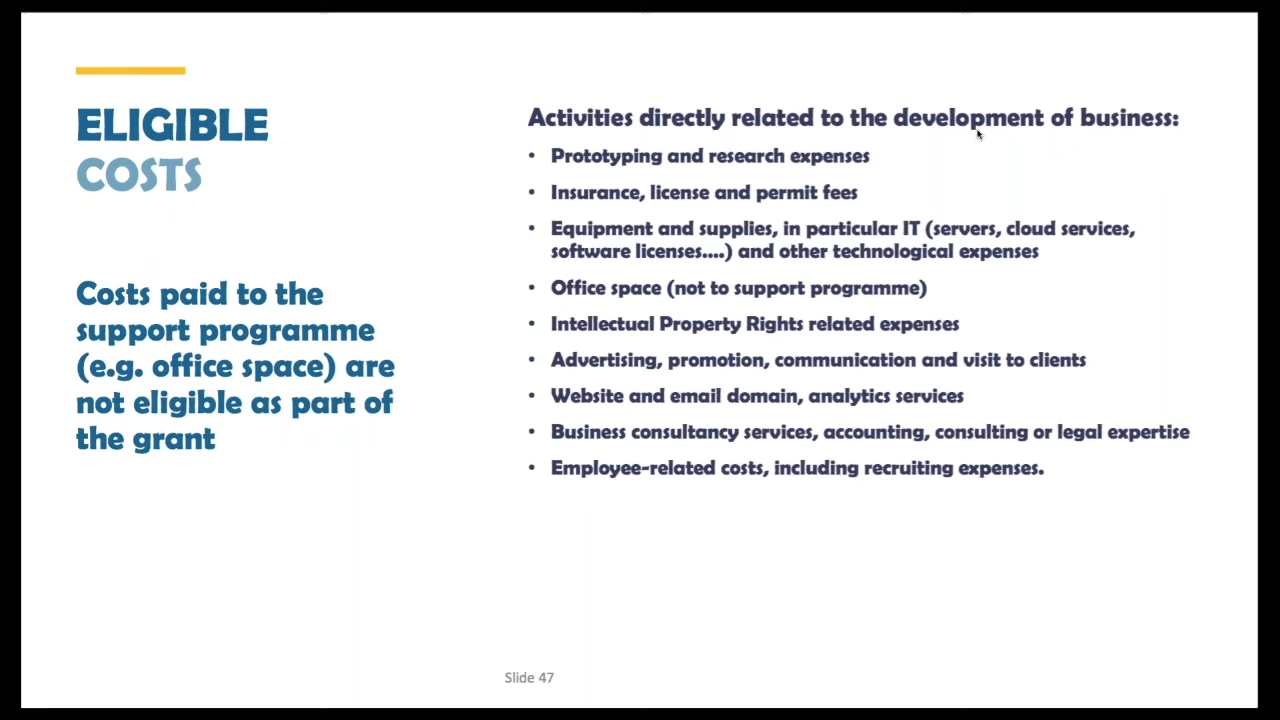 ELIGIBLE
COSTS
Costs paid to the
support programme
(e.g. office space) are
not eligible as part of
the grant
Activities directly related to the development of business:
• Prototyping and research expenses
• Insurance, license and permit fees
• Equipment and supplies, in particular IT (servers, cloud services,
software licenses....) and other technological expenses
• Office space (not to support programme)
• Intellectual Property Rights related expenses
• Advertising, promotion, communication and visit to clients
• Website and email domain, analytics services
• Business consultancy services, accounting, consulting or legal expertise
• Employee-related costs, including recruiting expenses.
Slide 47